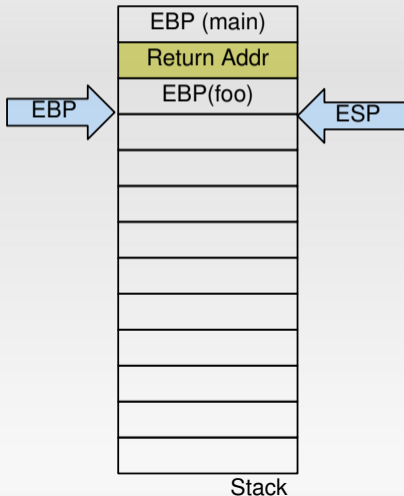 EBP (main)
Return Addr
EBP(foo)
EBP
ESP
Stack